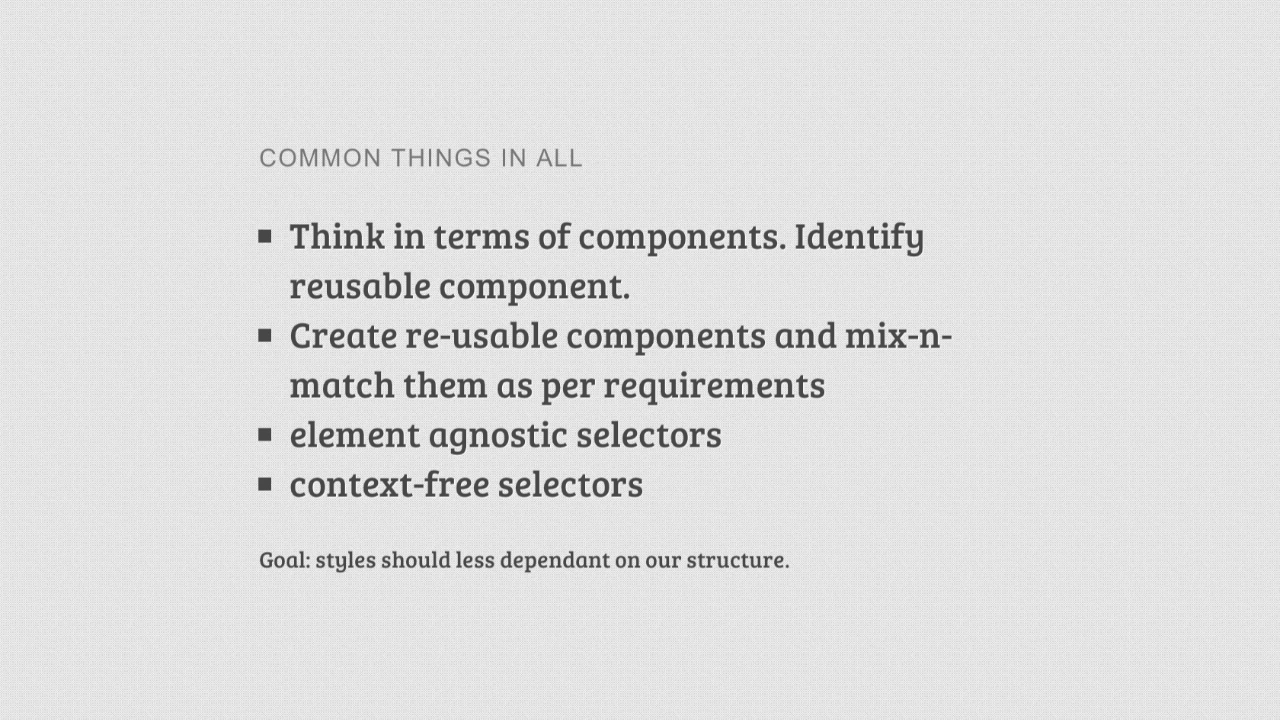 COMMON THINGS IN ALL
Think in terms of components. Identify
reusable component.
Create re-usable components and mix-n-
match them as per requirements
element agnostic selectors
context-free selectors
Goal: styles should less dependant on our structure.